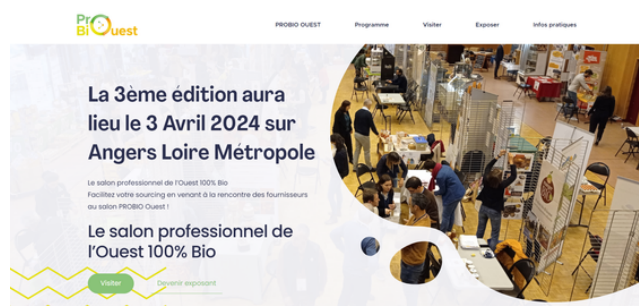 Pro
BiOuest
PROBIO OUEST Programme Visiter Exposer Infos pratiques
La 3ème édition aura
lieu le 3 Avril 2024 sur
Angers Loire Métropole
Le salon professionnel de l'Ouest 100% Bio
Facilitez votre sourcing en venant à la rencontre des fournisseurs
au salon PROBIO Ouest !
Le salon professionnel de
l'Ouest 100% Bio
Visiter Devenir exposant